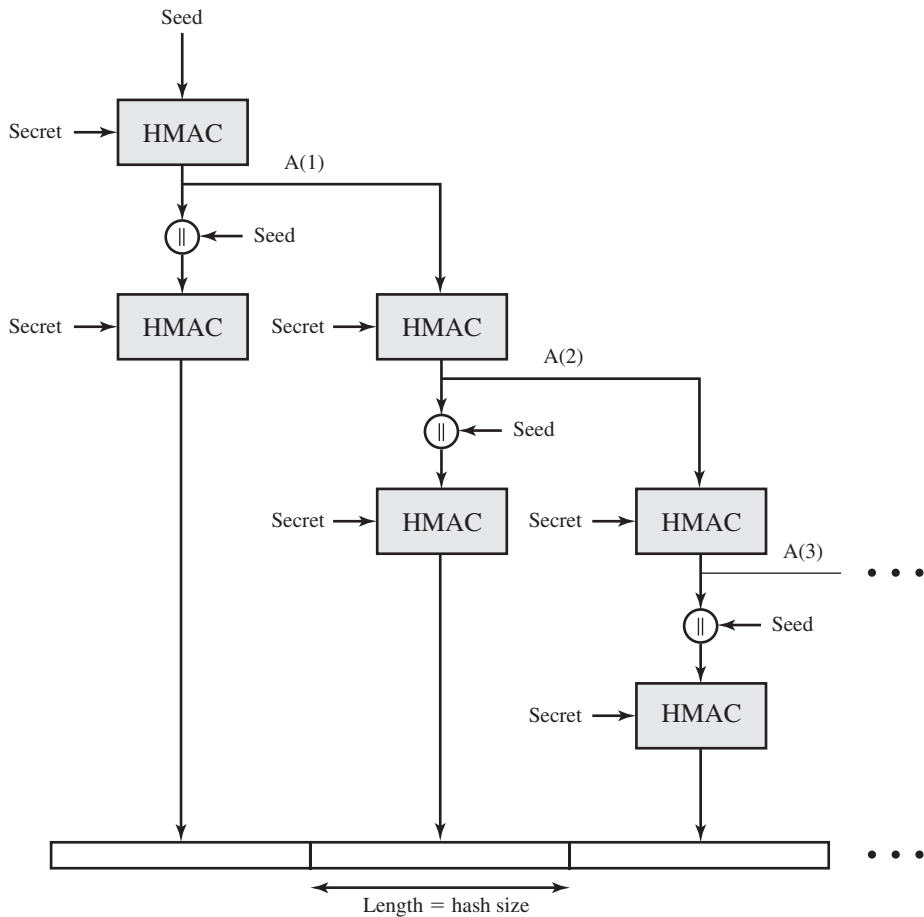 Seed
Secret HMAC
A(1)
|| Seed
Secret HMAC Secret HMAC
A(2)
|| Seed
Secret HMAC Secret HMAC
A(3)
|| Seed
Secret HMAC
Length = hash size